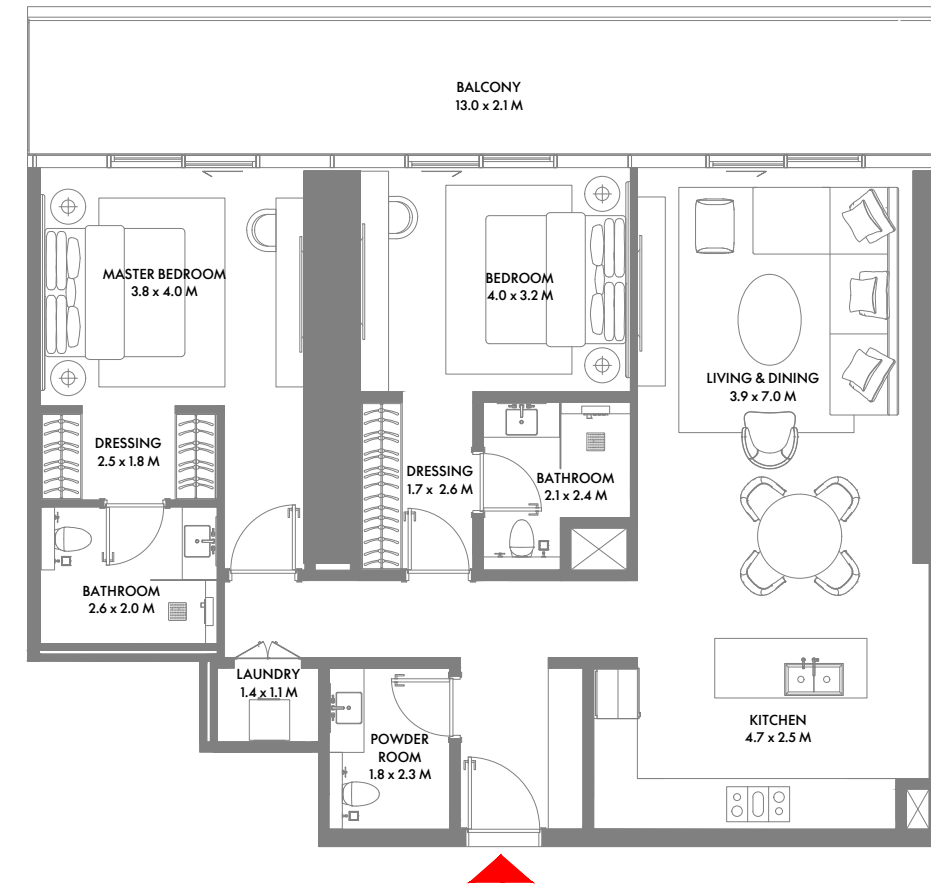 BALCONY
13.0 x 2.1 M
MASTER BEDROOM
3.8 x 4.0 M
BEDROOM
4.0 x 3.2 M
LIVING & DINING
3.9 x 7.0 M
DRESSING
2.5 x 1.8 M
DRESSING
1.7 x 2.6 M
BATHROOM
2.1 x 2.4 M
BATHROOM
2.6 x 2.0 M
LAUNDRY
1.4 x 1.1 M
POWDER
ROOM
1.8 x 2.3 M
KITCHEN
4.7 x 2.5 M